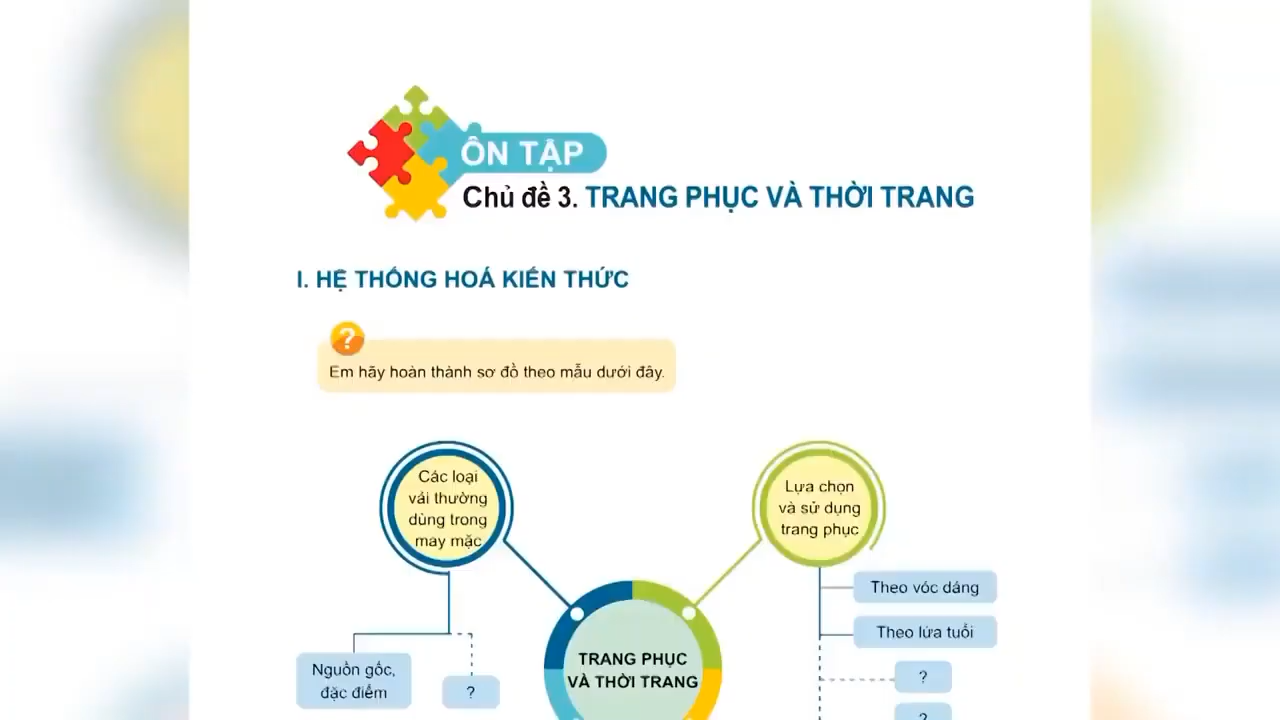 ÔN TẬP
Chủ đề 3. TRANG PHỤC VÀ THỜI TRANG
I. HỆ THỐNG HOÁ KIẾN THỨC
?
Em hãy hoàn thành sơ đồ theo mẫu dưới đây.
Các loại
vải thường
dùng trong
may mặc
Lựa chọn
và sử dụng
trang phục
Theo vóc dáng
Theo lứa tuổi
?
?
Nguồn gốc,
đặc điểm
?
TRANG PHỤC
VÀ THỜI TRANG